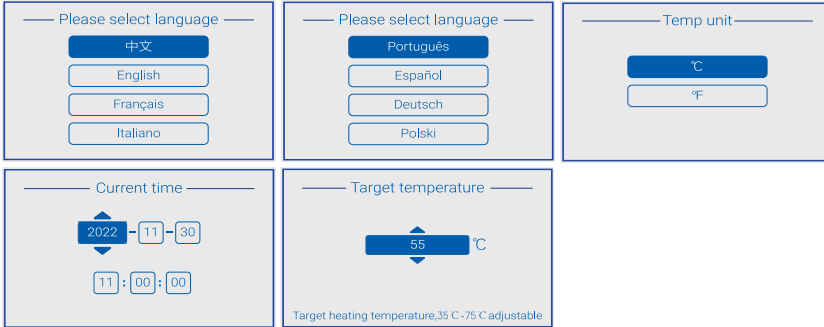 Please select language
中文
English
Français
Italiano
Please select language
Português
Español
Deutsch
Polski
Temp unit
℃
℉
Current time
2022-11-30
11:00:00
Target temperature
55 ℃
Target heating temperature,35 C -75 C adjustable